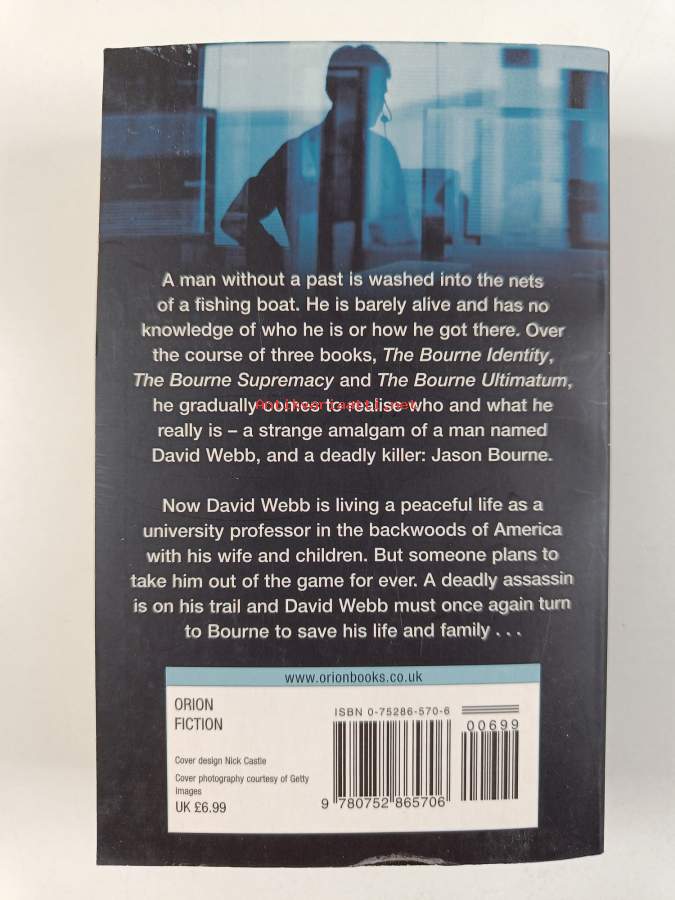 A man without a past is washed into the nets
of a fishing boat. He is barely alive and has no
knowledge of who he is or how he got there. Over
the course of three books, The Bourne Identity,
The Bourne Supremacy and The Bourne Ultimatum,
he gradually comes to realise who and what he
Antikvariaatti.net
really is – a strange amalgam of a man named
David Webb, and a deadly killer: Jason Bourne.
Now David Webb is living a peaceful life as a
university professor in the backwoods of America
with his wife and children. But someone plans to
take him out of the game for ever. A deadly assassin
is on his trail and David Webb must once again turn
to Bourne to save his life and family . . .
www.orionbooks.co.uk
ORION
FICTION
Cover design Nick Castle
Cover photography courtesy of Getty
Images
UK £6.99
ISBN 0-75286-570-6
00699
9 780752 865706